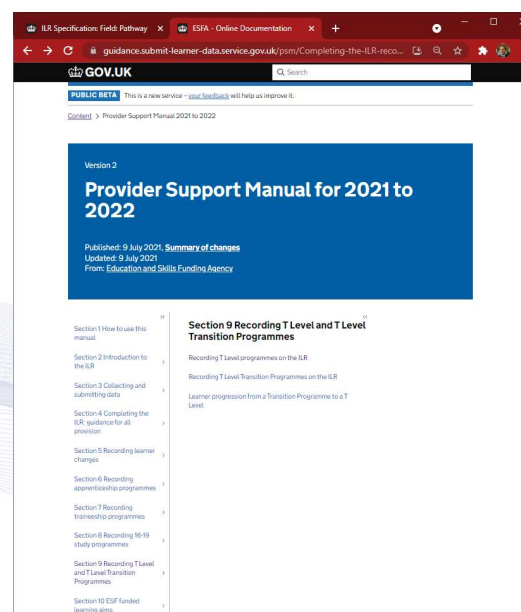 ILR Specification: Field: Pathway
ESFA - Online Documentation
guidance.submit-learner-data.service.gov.uk/psm/Completing-the-ILR-reco...
GOV.UK
Search
PUBLIC BETA This is a new service – your feedback will help us improve it.
Content > Provider Support Manual 2021 to 2022
Version 2
Provider Support Manual for 2021 to
2022
Published: 9 July 2021, Summary of changes
Updated: 9 July 2021
From: Education and Skills Funding Agency
Section 1 How to use this
manual
Section 2 Introduction to
the ILR
Section 3 Collecting and
submitting data
Section 4 Completing the
ILR: guidance for all
provision
Section 5 Recording learner
changes
Section 6 Recording
apprenticeship programmes
Section 7 Recording
traineeship programmes
Section 8 Recording 16-19
study programmes
Section 9 Recording T Level
and T Level Transition
Programmes
Section 10 ESF funded
learning aims
Section 9 Recording T Level and T Level
Transition Programmes
Recording T Level programmes on the ILR
Recording T Level Transition Programmes on the ILR
Learner progression from a Transition Programme to a T
Level